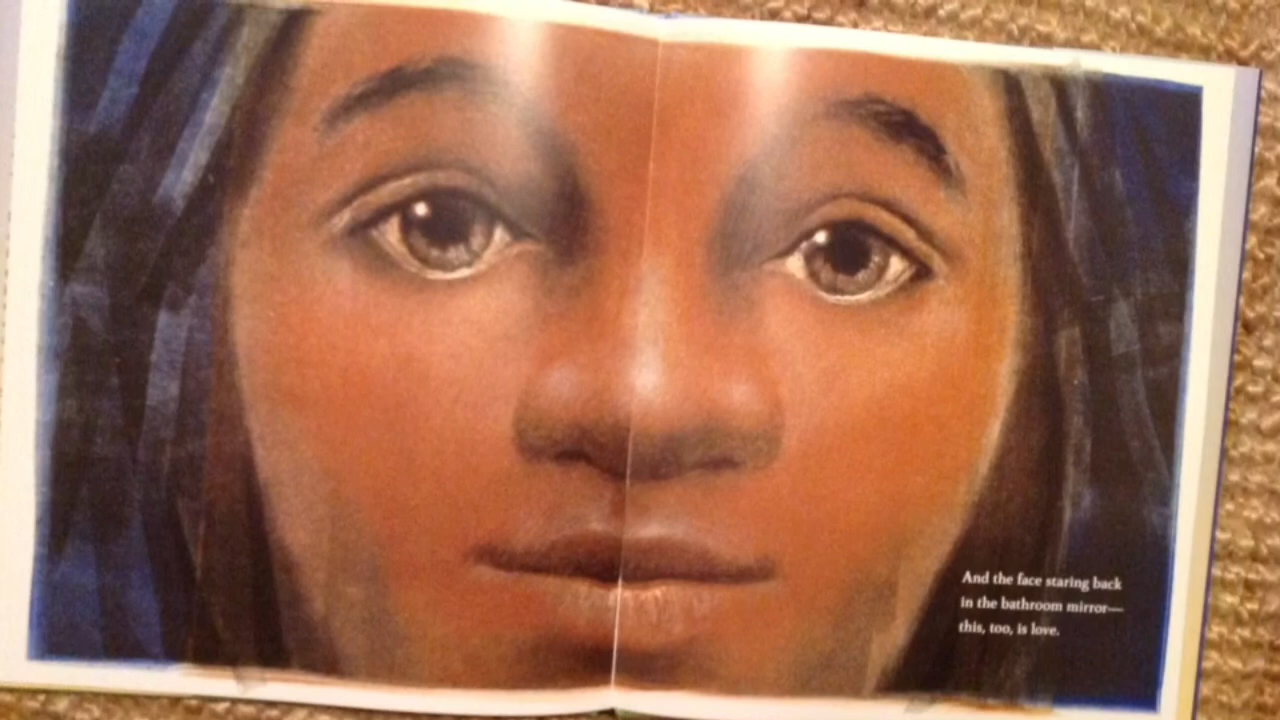 And the face staring back
in the bathroom mirror—
this, too, is love.